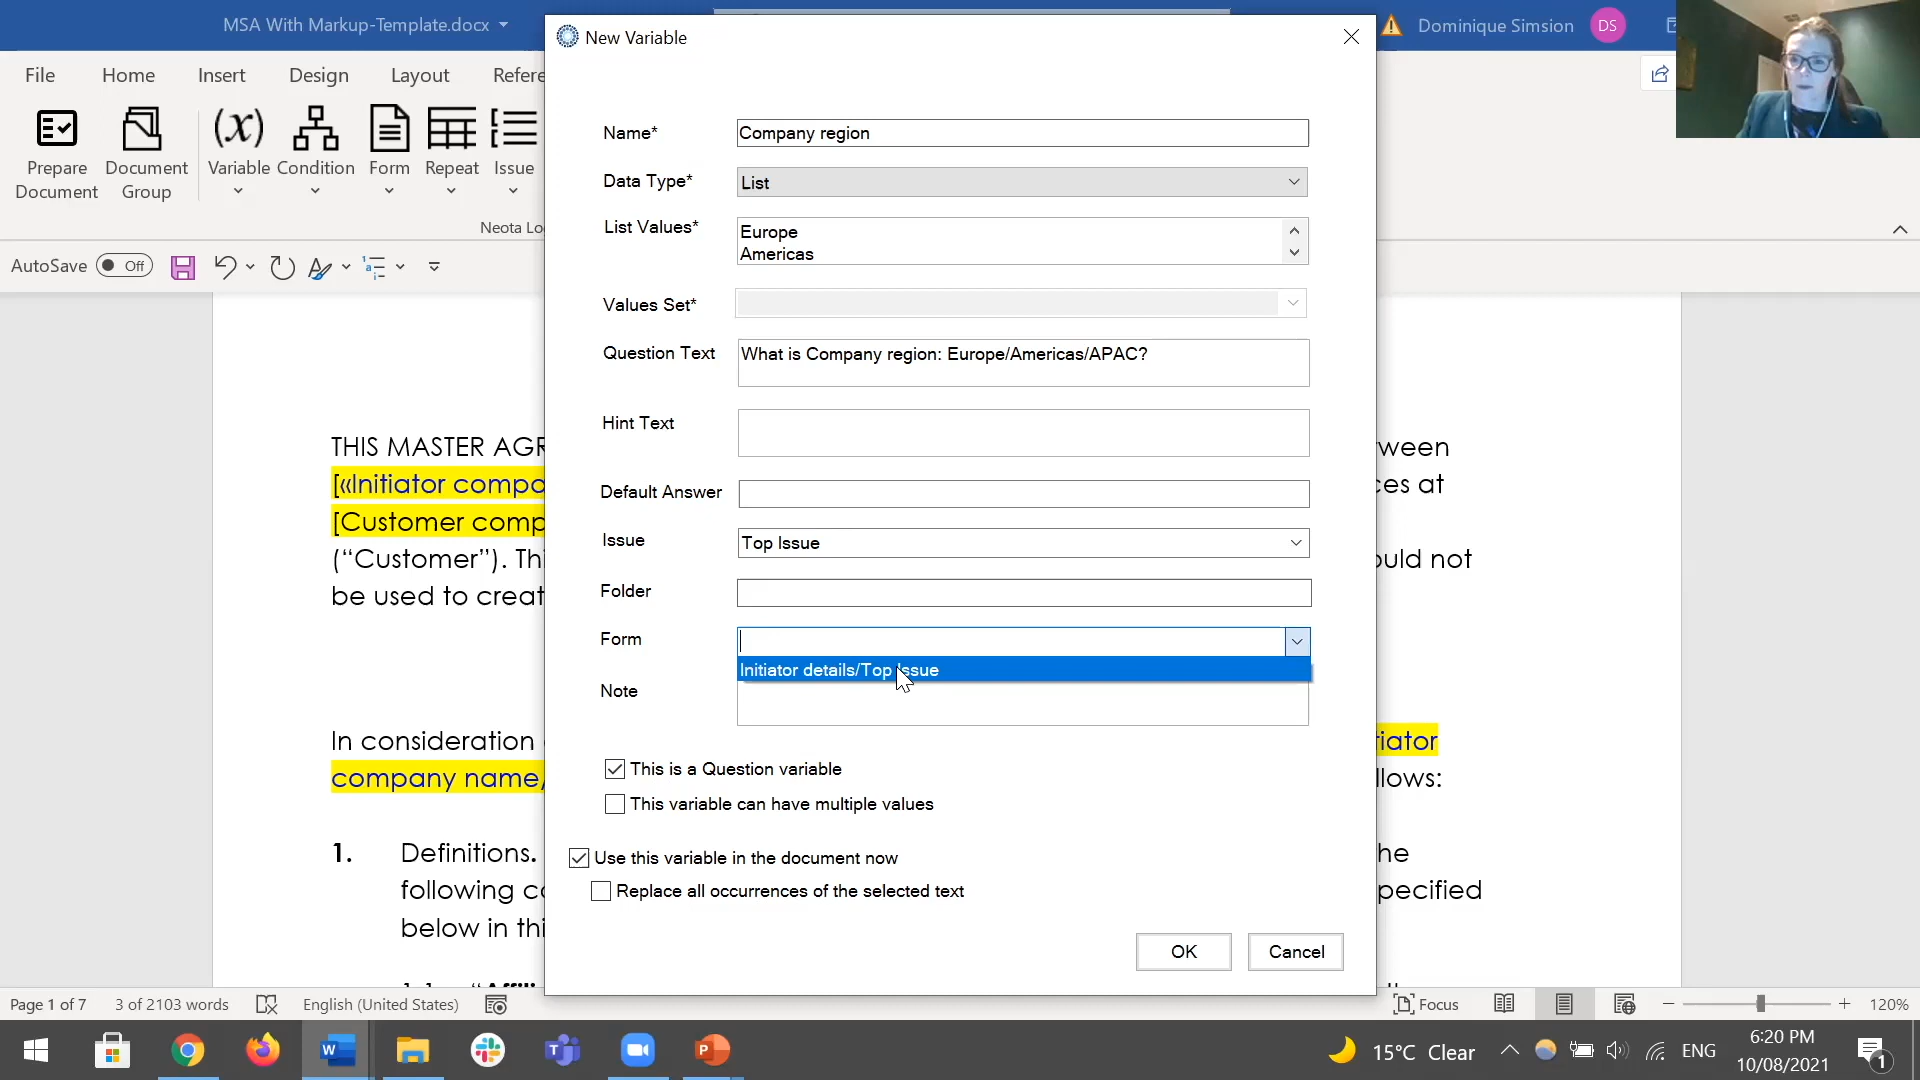 MSA With Markup-Template.docx
New Variable
Dominique Simsion
DS
File
Home
Insert
Design
Layout
Refere
Prepare
Document
Document
Group
(x)
Variable
Condition
Form
Repeat
Issue
Neota Lo
AutoSave
Off
Name*
Company region
Data Type*
List
List Values*
Europe
Americas
Values Set*
Question Text
What is Company region: Europe/Americas/APAC?
Hint Text
Default Answer
Issue
Top Issue
Folder
Form
Initiator details/Top Issue
Note
This is a Question variable
This variable can have multiple values
Use this variable in the document now
Replace all occurrences of the selected text
OK
Cancel
THIS MASTER AGR
ween
[«Initiator compa
ces at
[Customer comp
(“Customer”). Thi
ould not
be used to creat
In consideration
tiator
company name/
llows:
1.
Definitions.
he
following co
pecified
below in thi
Page 1 of 7
3 of 2103 words
English (United States)
Focus
120%
15°C Clear
ENG
6:20 PM
10/08/2021
1